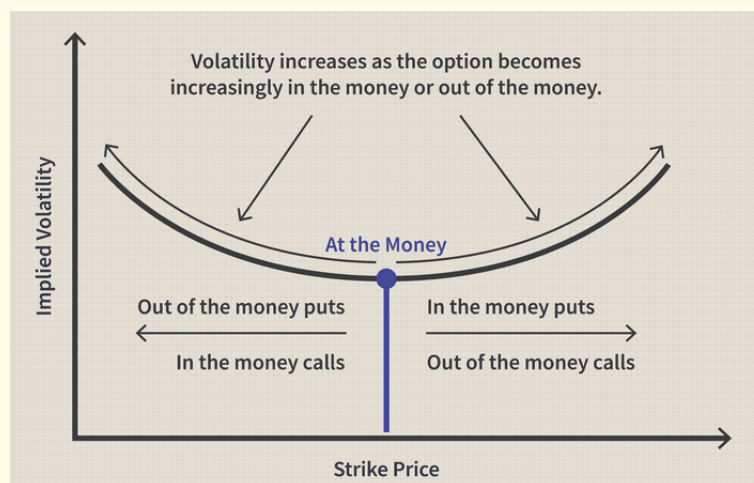 Volatility increases as the option becomes
increasingly in the money or out of the money.
Implied Volatility
At the Money
Out of the money puts
In the money puts
In the money calls
Out of the money calls
Strike Price